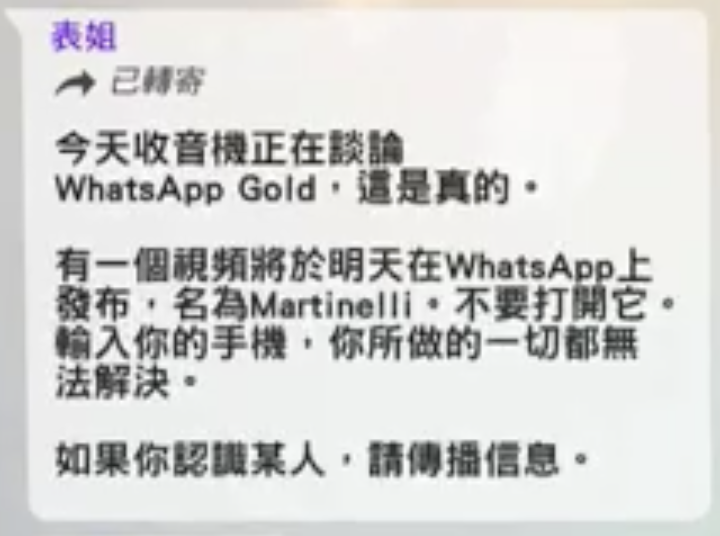 表姐
已轉寄
今天收音機正在談論
WhatsApp Gold，這是真的。
有一個視頻將於明天在WhatsApp上
發布，名為Martinelli。不要打開它。
輸入你的手機，你所做的一切都無
法解決。
如果你認識某人，請傳播信息。